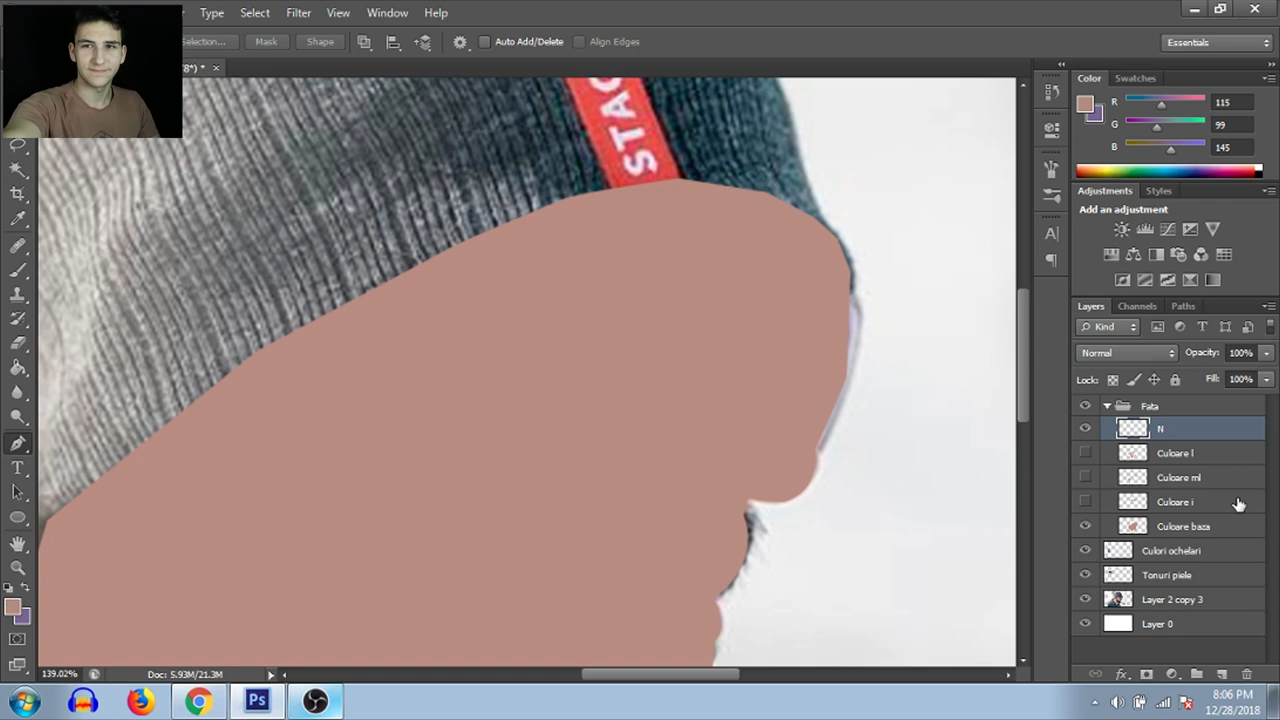 Type Select Filter View Window Help
Selection... Mask Shape Auto Add/Delete Align Edges Essentials
/8*) * ×
Color Swatches
R 115
G 99
B 145
STAC
Adjustments Styles
Add an adjustment
Layers Channels Paths
Kind
Normal Opacity: 100%
Lock: Fill: 100%
Fata
N
Culoare l
Culoare ml
Culoare i
Culoare baza
Culori ochelari
Tonuri piele
Layer 2 copy 3
Layer 0
139.02% Doc: 5.93M/21.3M
Ps
8:06 PM
12/28/2018